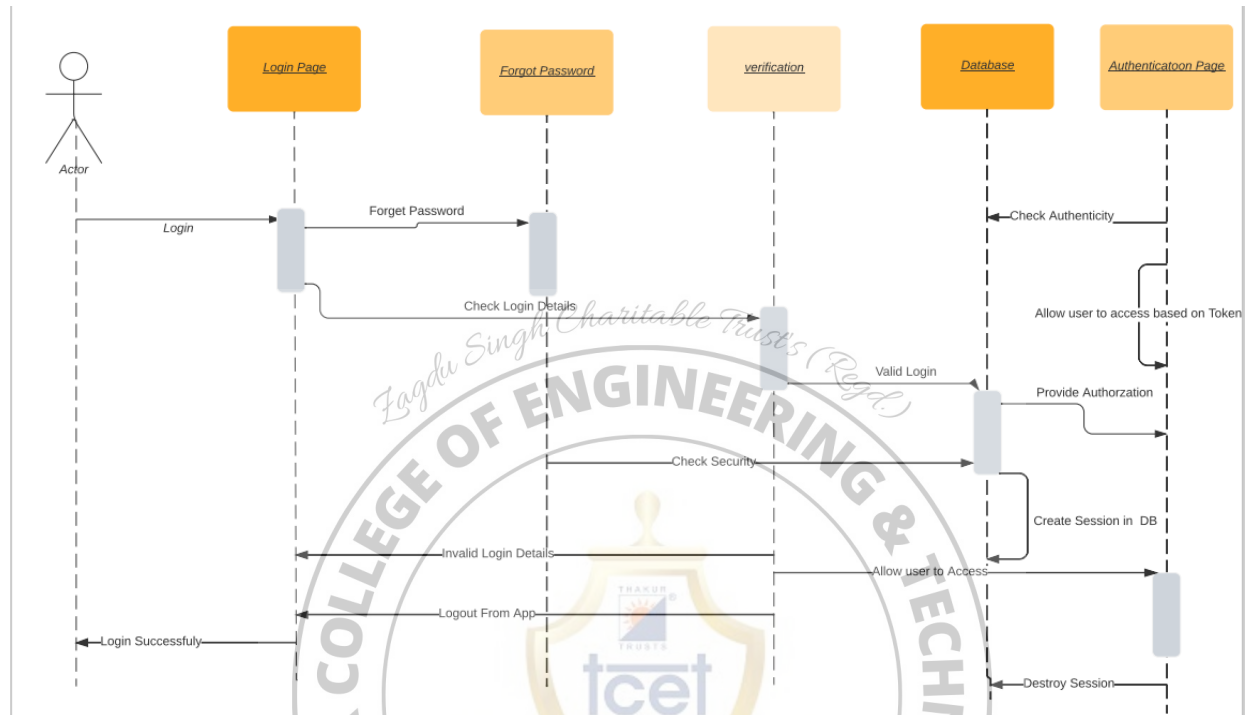 Login Page
Forgot Password
verification
Database
Authenticatoon Page
Actor
Forget Password
Login
Check Authenticity
Check Login Details
Allow user to access based on Token
Zagdu Singh Charitable Trust's (Regd.)
Valid Login
Provide Authorzation
COLLEGE OF ENGINEERING & TECH
Check Security
Create Session in DB
Invalid Login Details
Allow user to Access
THAKUR
®
Logout From App
Login Successfuly
TRUSTS
tcet
Destroy Session